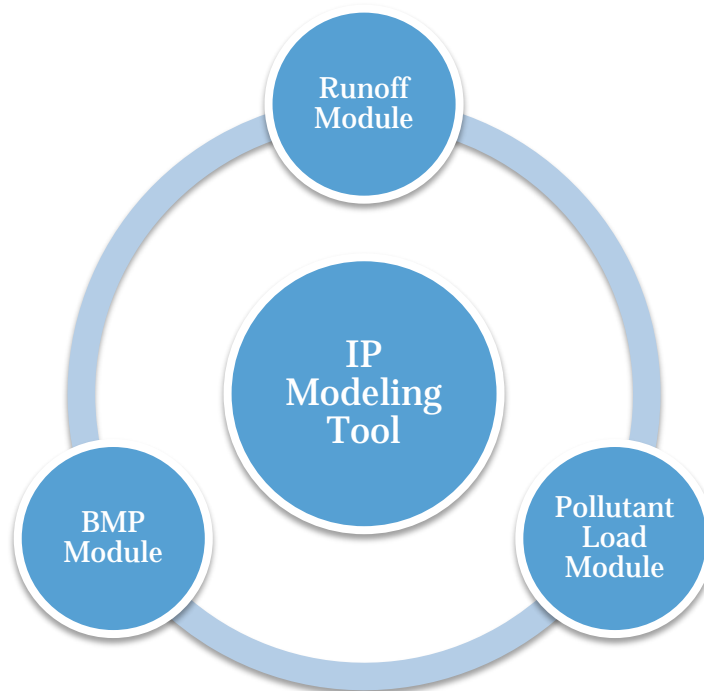 Runoff
Module
IP
Modeling
Tool
BMP
Module
Pollutant
Load
Module